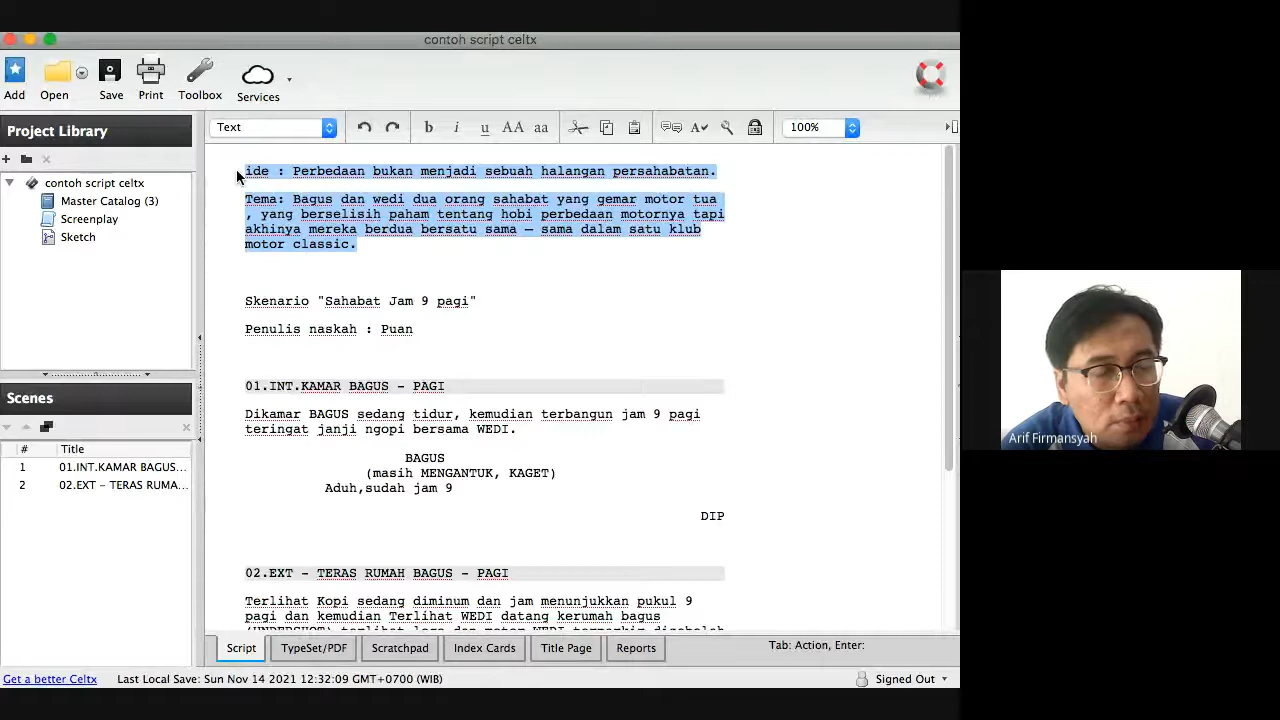 contoh script celtx
Add
Open
Save
Print
Toolbox
Services
Project Library
Text
b i u AA aa
100%
contoh script celtx
Master Catalog (3)
Screenplay
Sketch
Scenes
# Title
1 01.INT.KAMAR BAGUS...
2 02.EXT – TERAS RUMA...
ide : Perbedaan bukan menjadi sebuah halangan persahabatan.
Tema: Bagus dan wedi dua orang sahabat yang gemar motor tua
, yang berselisih paham tentang hobi perbedaan motornya tapi
akhinya mereka berdua bersatu sama – sama dalam satu klub
motor classic.
Skenario "Sahabat Jam 9 pagi"
Penulis naskah : Puan
01.INT.KAMAR BAGUS – PAGI
Dikamar BAGUS sedang tidur, kemudian terbangun jam 9 pagi
teringat janji ngopi bersama WEDI.
BAGUS
(masih MENGANTUK, KAGET)
Aduh,sudah jam 9
DIP
02.EXT – TERAS RUMAH BAGUS – PAGI
Terlihat Kopi sedang diminum dan jam menunjukkan pukul 9
pagi dan kemudian Terlihat WEDI datang kerumah bagus
Script
TypeSet/PDF
Scratchpad
Index Cards
Title Page
Reports
Tab: Action, Enter:
Get a better Celtx
Last Local Save: Sun Nov 14 2021 12:32:09 GMT+0700 (WIB)
Signed Out
Arif Firmansyah